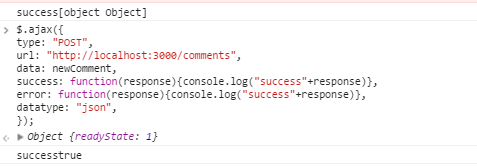 success[object Object]
> $.ajax({
type: "POST",
url: "http://localhost:3000/comments",
data: newComment,
success: function(response){console.log("success"+response)},
error: function(response){console.log("success"+response)},
datatype: "json",
});
<· ▶ Object {readyState: 1}
successtrue